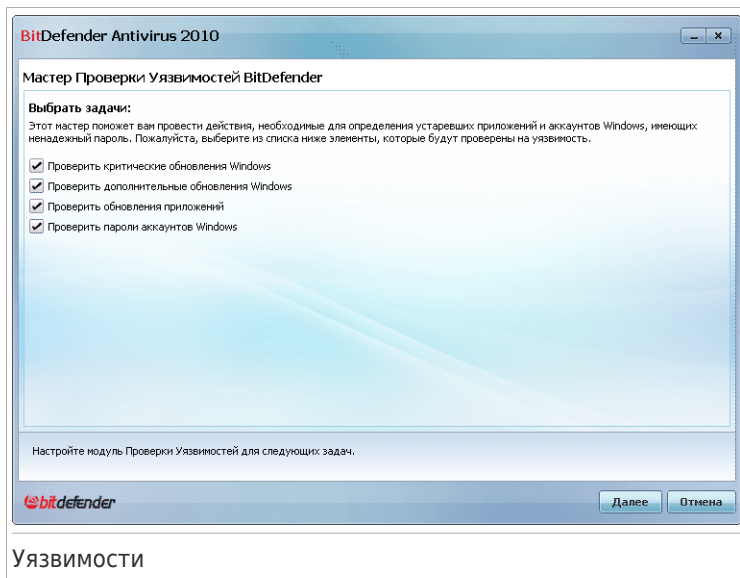 BitDefender Antivirus 2010
Мастер Проверки Уязвимостей BitDefender
Выбрать задачи:
Этот мастер поможет вам провести действия, необходимые для определения устаревших приложений и аккаунтов Windows, имеющих
ненадежный пароль. Пожалуйста, выберите из списка ниже элементы, которые будут проверены на уязвимость.
Проверить критические обновления Windows
Проверить дополнительные обновления Windows
Проверить обновления приложений
Проверить пароли аккаунтов Windows
Настройте модуль Проверки Уязвимостей для следующих задач.
bitdefender
Далее
Отмена
Уязвимости